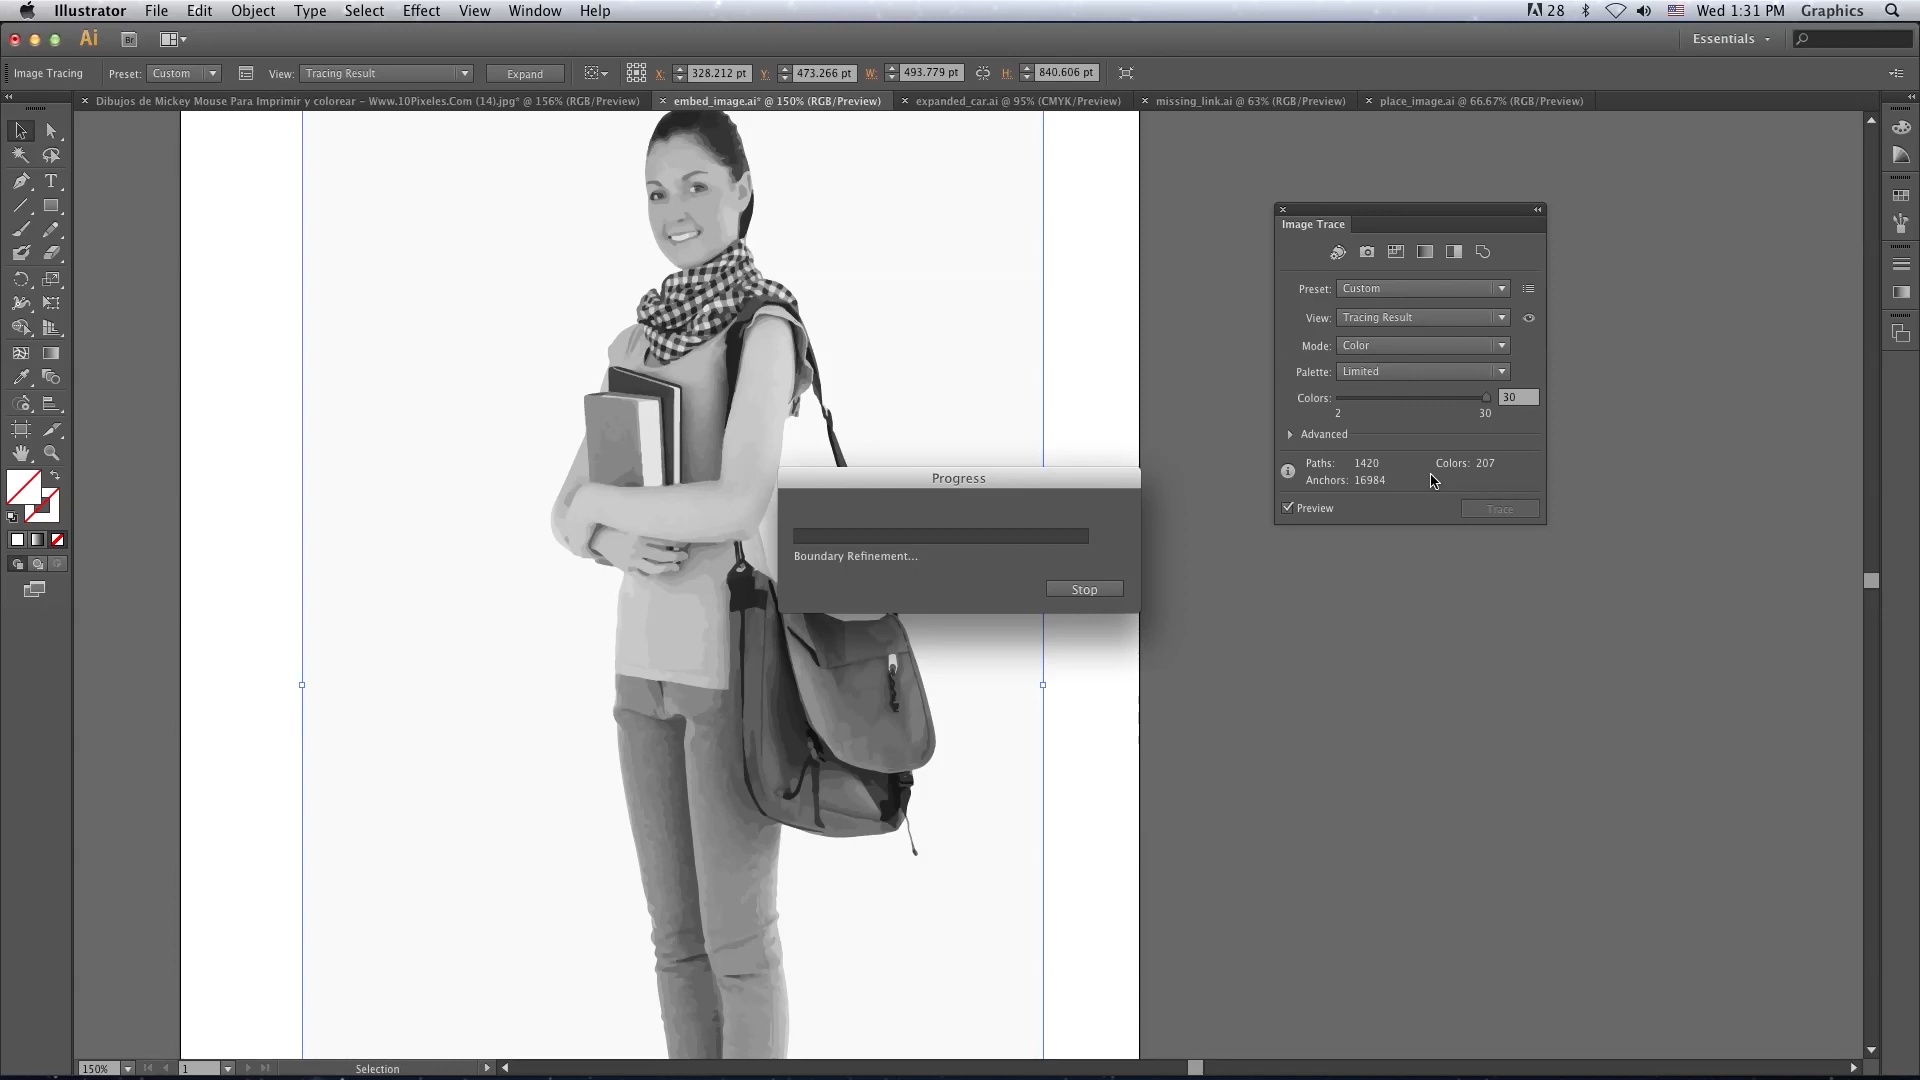 Illustrator File Edit Object Type Select Effect View Window Help
28 Wed 1:31 PM Graphics
Ai Br Essentials
Image Tracing Preset: Custom View: Tracing Result Expand X: 328.212 pt Y: 473.266 pt W: 493.779 pt H: 840.606 pt
Dibujos de Mickey Mouse Para Imprimir y colorear – Www.10Pixeles.Com (14).jpg* @ 156% (RGB/Preview) embed_image.ai* @ 150% (RGB/Preview) expanded_car.ai @ 95% (CMYK/Preview) missing_link.ai @ 63% (RGB/Preview) place_image.ai @ 66.67% (RGB/Preview)
Image Trace
Preset: Custom
View: Tracing Result
Mode: Color
Palette: Limited
Colors: 30
2 30
Advanced
Paths: 1420 Colors: 207
Anchors: 16984
Preview Trace
Progress
Boundary Refinement...
Stop
150% 1 Selection